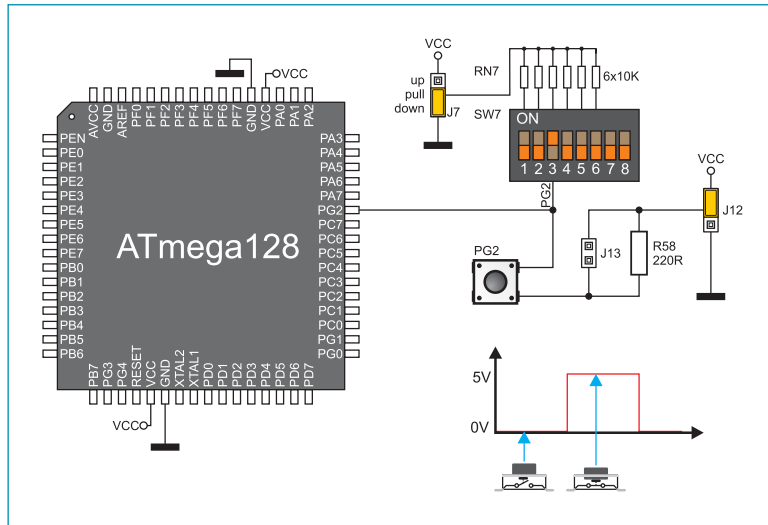 VCC
up
pull
down
J7
RN7
6x10K
SW7
ON
1 2 3 4 5 6 7 8
PG2
VCC
J12
J13
R58
220R
PG2
VCC
AVCC
GND
AREF
PF0
PF1
PF2
PF3
PF4
PF5
PF6
PF7
GND
VCC
PA0
PA1
PA2
PEN
PE0
PE1
PE2
PE3
PE4
PE5
PE6
PE7
PB0
PB1
PB2
PB3
PB4
PB5
PB6
ATmega128
PA3
PA4
PA5
PA6
PA7
PG2
PC7
PC6
PC5
PC4
PC3
PC2
PC1
PC0
PG1
PG0
PB7
PG3
PG4
RESET
VCC
GND
XTAL2
XTAL1
PD0
PD1
PD2
PD3
PD4
PD5
PD6
PD7
VCC
5V
0V